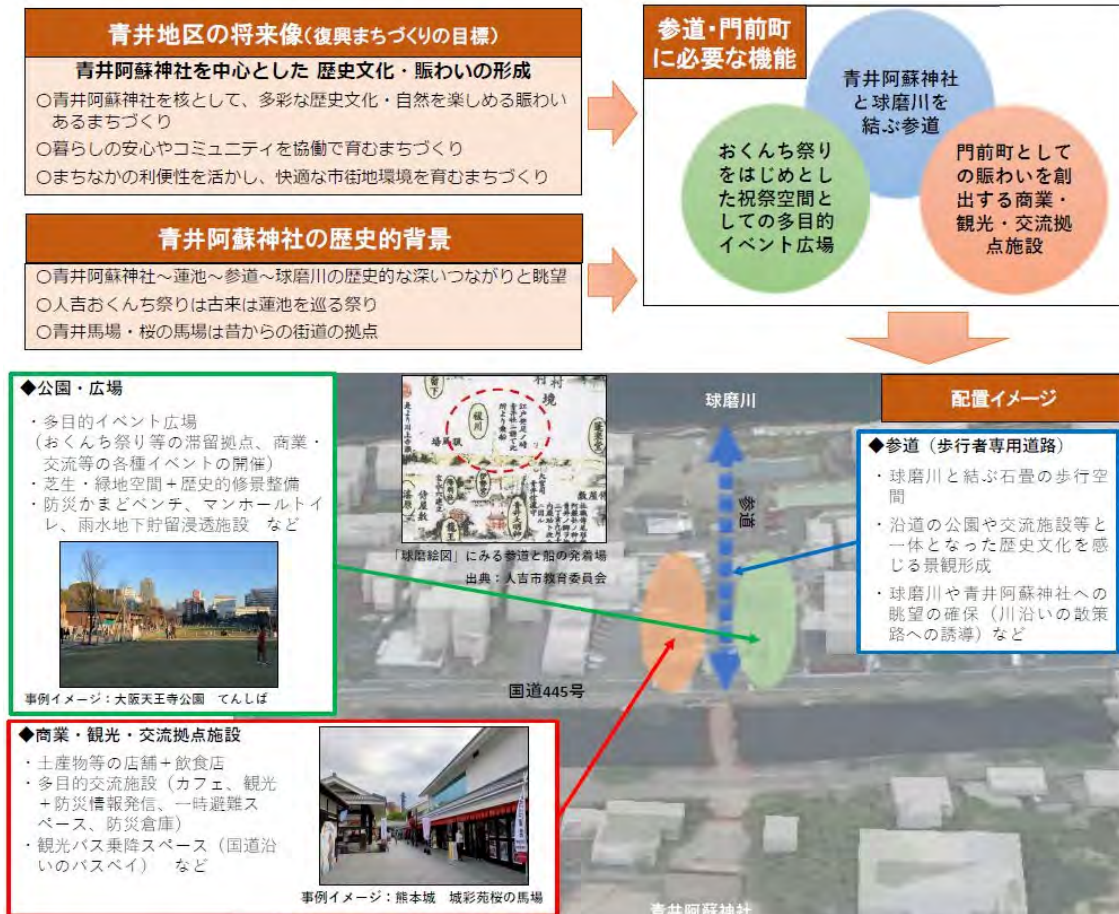 青井地区の将来像(復興まちづくりの目標)
青井阿蘇神社を中心とした 歴史文化・賑わいの形成
○青井阿蘇神社を核として、多彩な歴史文化・自然を楽しめる賑わい
あるまちづくり
○暮らしの安心やコミュニティを協働で育むまちづくり
○まちなかの利便性を活かし、快適な市街地環境を育むまちづくり
青井阿蘇神社の歴史的背景
○青井阿蘇神社～蓮池～参道～球磨川の歴史的な深いつながりと眺望
○人吉おくんち祭りは古来は蓮池を巡る祭り
○青井馬場・桜の馬場は昔からの街道の拠点
参道・門前町
に必要な機能
青井阿蘇神社
と球磨川を
結ぶ参道
おくんち祭り
をはじめとし
た祝祭空間と
しての多目的
イベント広場
門前町として
の賑わいを創
出する商業・
観光・交流拠
点施設
◆公園・広場
・多目的イベント広場
(おくんち祭り等の滞留拠点、商業・
交流等の各種イベントの開催)
・芝生・緑地空間＋歴史的修景整備
・防災かまどベンチ、マンホールトイ
レ、雨水地下貯留浸透施設 など
事例イメージ：大阪天王寺公園 てんしば
「球磨絵図」にみる参道と船の発着場
出典：人吉市教育委員会
球磨川
参道
国道445号
青井阿蘇神社
配置イメージ
◆参道（歩行者専用道路）
・球磨川と結ぶ石畳の歩行空
間
・沿道の公園や交流施設等と
一体となった歴史文化を感
じる景観形成
・球磨川や青井阿蘇神社への
眺望の確保（川沿いの散策
路への誘導）など
◆商業・観光・交流拠点施設
・土産物等の店舗＋飲食店
・多目的交流施設（カフェ、観光
＋防災情報発信、一時避難ス
ペース、防災倉庫）
・観光バス乗降スペース（国道沿
いのバスベイ） など
事例イメージ：熊本城 城彩苑桜の馬場